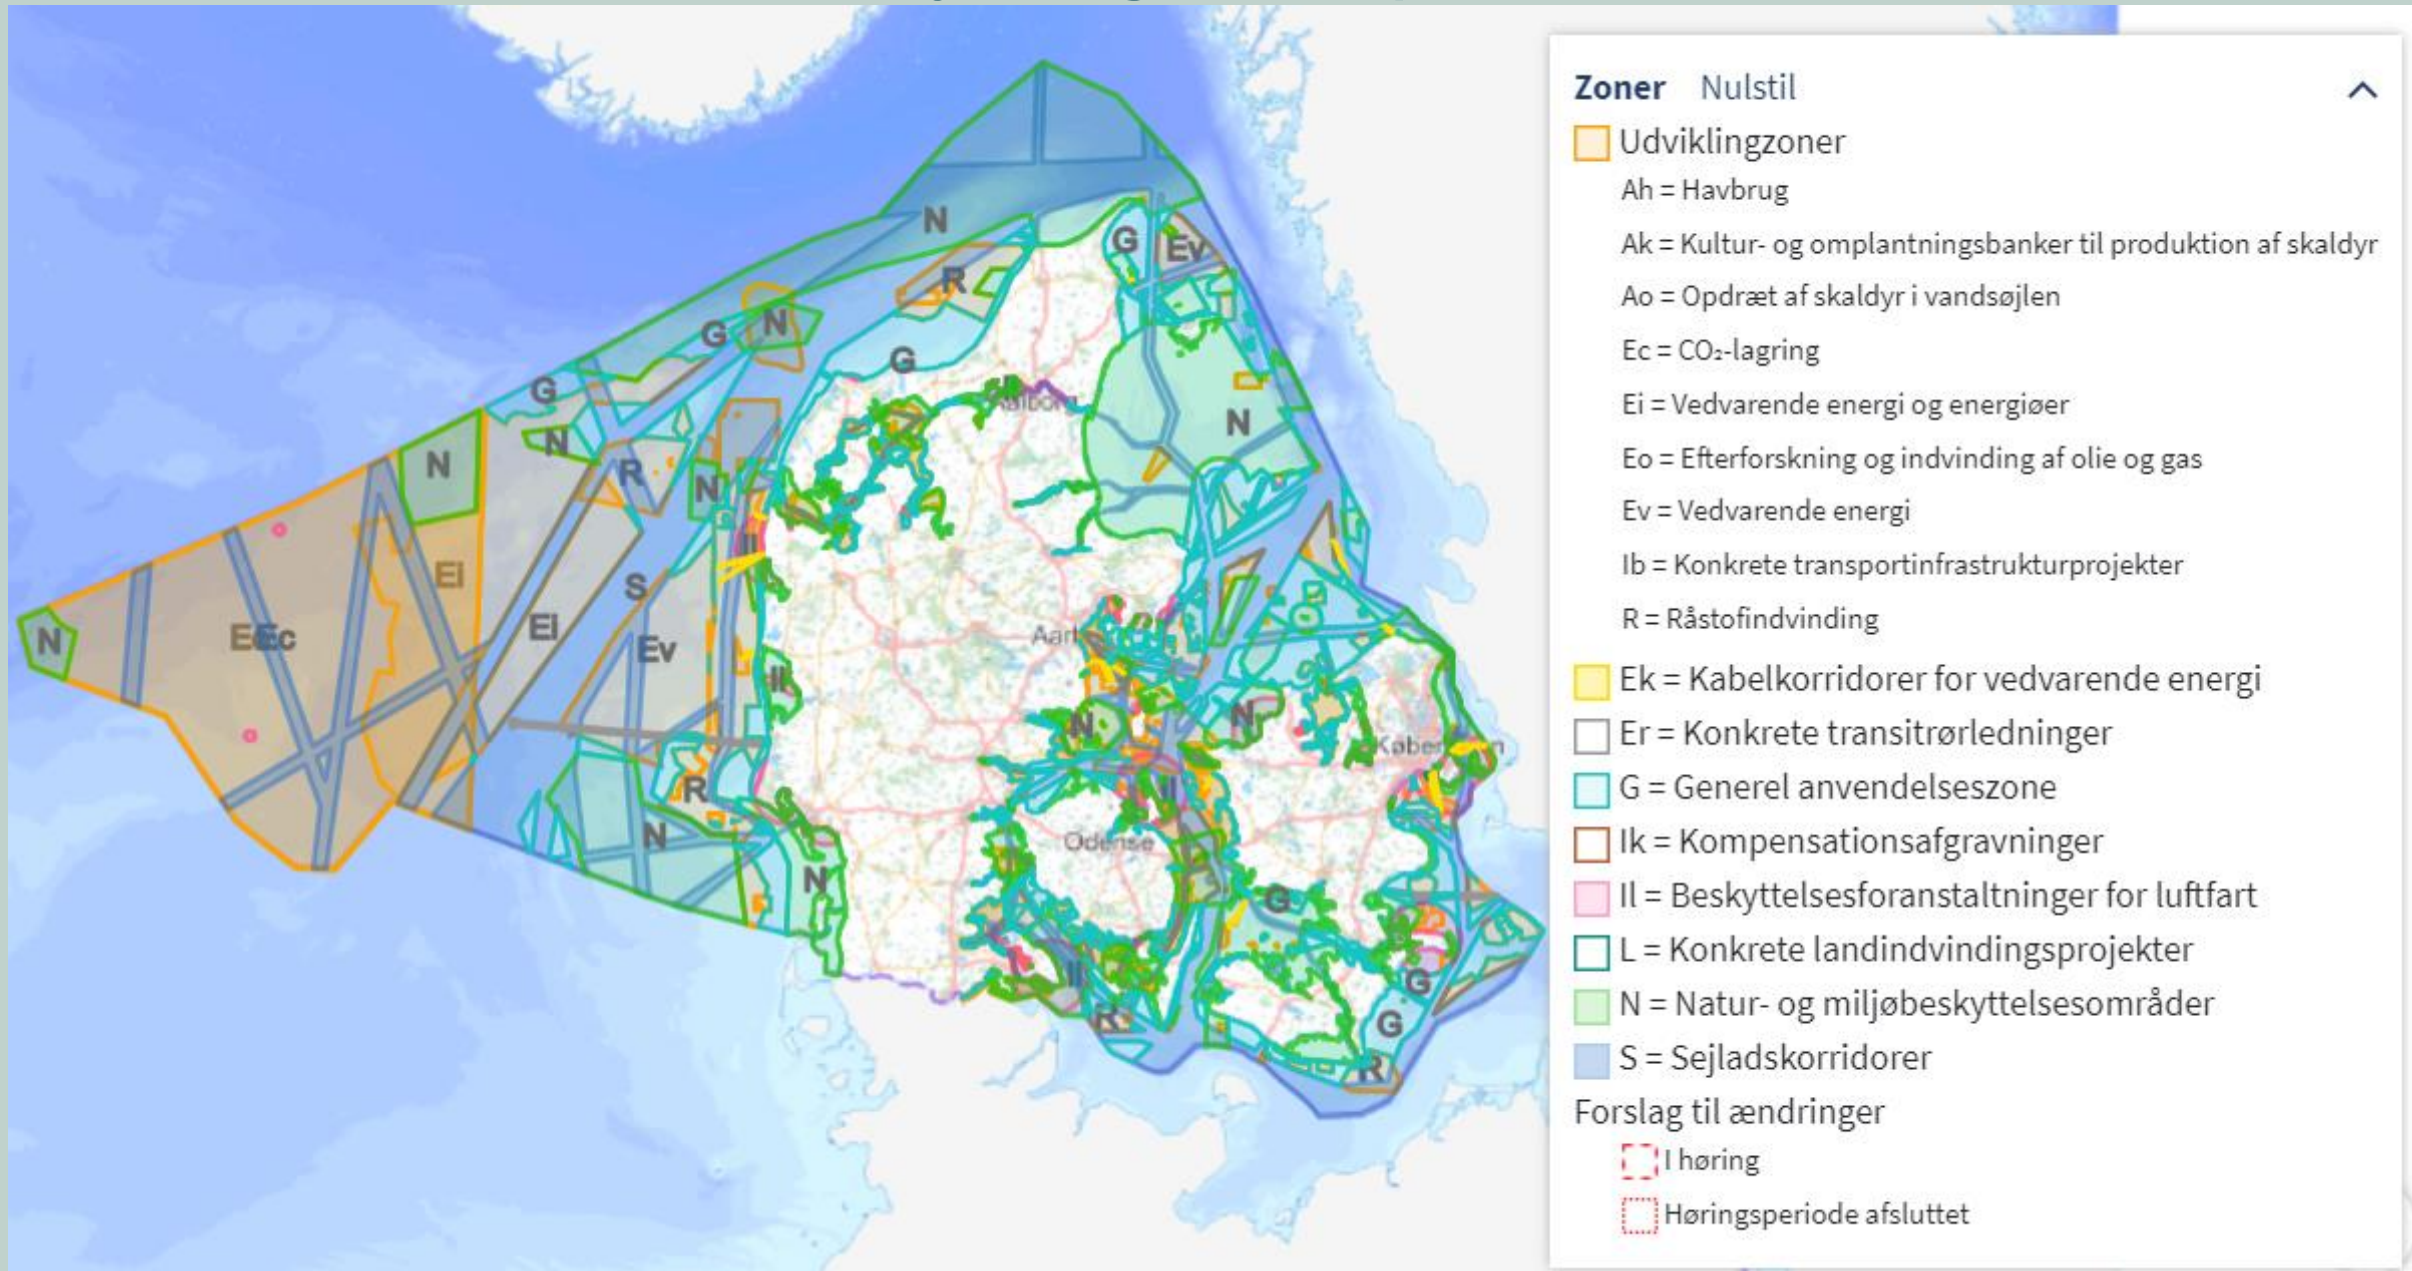 Zoner Nulstil
Udviklingzoner
Ah = Havbrug
Ak = Kultur- og omplantningsbanker til produktion af skaldyr
Ao = Opdræt af skaldyr i vandsøjlen
Ec = CO₂-lagring
Ei = Vedvarende energi og energiøer
Eo = Efterforskning og indvinding af olie og gas
Ev = Vedvarende energi
Ib = Konkrete transportinfrastrukturprojekter
R = Råstofindvinding
Ek = Kabelkorridorer for vedvarende energi
Er = Konkrete transitrørledninger
G = Generel anvendelseszone
Ik = Kompensationsafgravninger
Il = Beskyttelsesforanstaltninger for luftfart
L = Konkrete landindvindingsprojekter
N = Natur- og miljøbeskyttelsesområder
S = Sejladskorridorer
Forslag til ændringer
I høring
Høringsperiode afsluttet
N
G
Ev
R
G
N
G
G
N
N
N
R
N
Ei
S
Ei
Ev
N
Il
N
N
R
N
Odense
N
G
Il
G
R
G
R